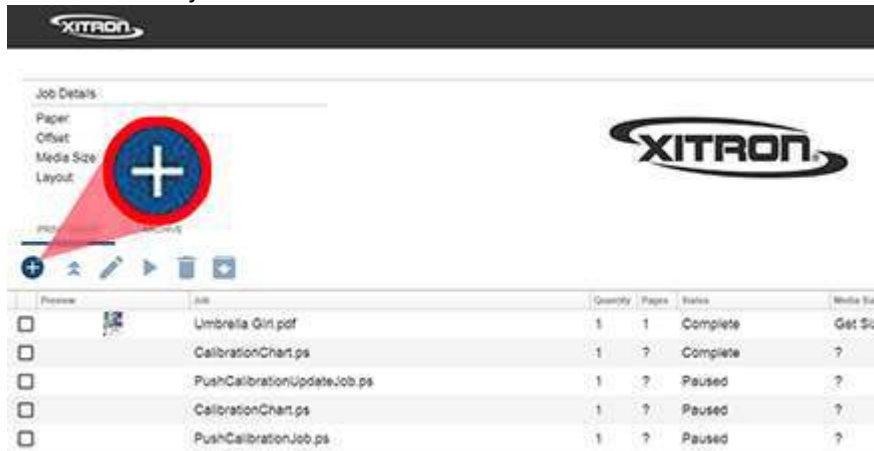 XITRON
Job Details
Paper
Offset
Media Size
Layout
XITRON
Preview Job Quantity Pages Status
Umbrella Girl.pdf 1 1 Complete Get
CalibrationChart.ps 1 ? Complete ?
PushCalibrationUpdateJob.ps 1 ? Paused ?
CalibrationChart.ps 1 ? Paused ?
PushCalibrationJob.ps 1 ? Paused ?